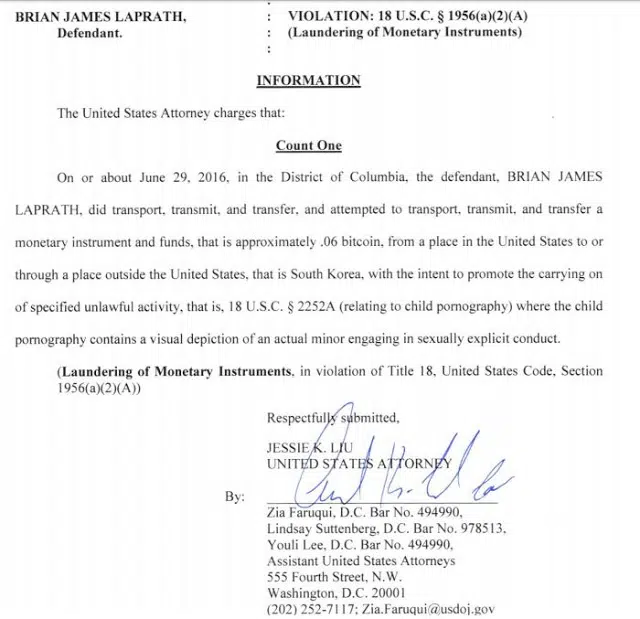 BRIAN JAMES LAPRATH, : VIOLATION: 18 U.S.C. § 1956(a)(2)(A)
Defendant. : (Laundering of Monetary Instruments)
:
INFORMATION
The United States Attorney charges that:
Count One
On or about June 29, 2016, in the District of Columbia, the defendant, BRIAN JAMES
LAPRATH, did transport, transmit, and transfer, and attempted to transport, transmit, and transfer a
monetary instrument and funds, that is approximately .06 bitcoin, from a place in the United States to or
through a place outside the United States, that is South Korea, with the intent to promote the carrying on
of specified unlawful activity, that is, 18 U.S.C. § 2252A (relating to child pornography) where the child
pornography contains a visual depiction of an actual minor engaging in sexually explicit conduct.
(Laundering of Monetary Instruments, in violation of Title 18, United States Code, Section
1956(a)(2)(A))
Respectfully submitted,
JESSIE K. LIU
UNITED STATES ATTORNEY
By:
Zia Faruqui, D.C. Bar No. 494990,
Lindsay Suttenberg, D.C. Bar No. 978513,
Youli Lee, D.C. Bar No. 494990,
Assistant United States Attorneys
555 Fourth Street, N.W.
Washington, D.C. 20001
(202) 252-7117; Zia.Faruqui@usdoj.gov